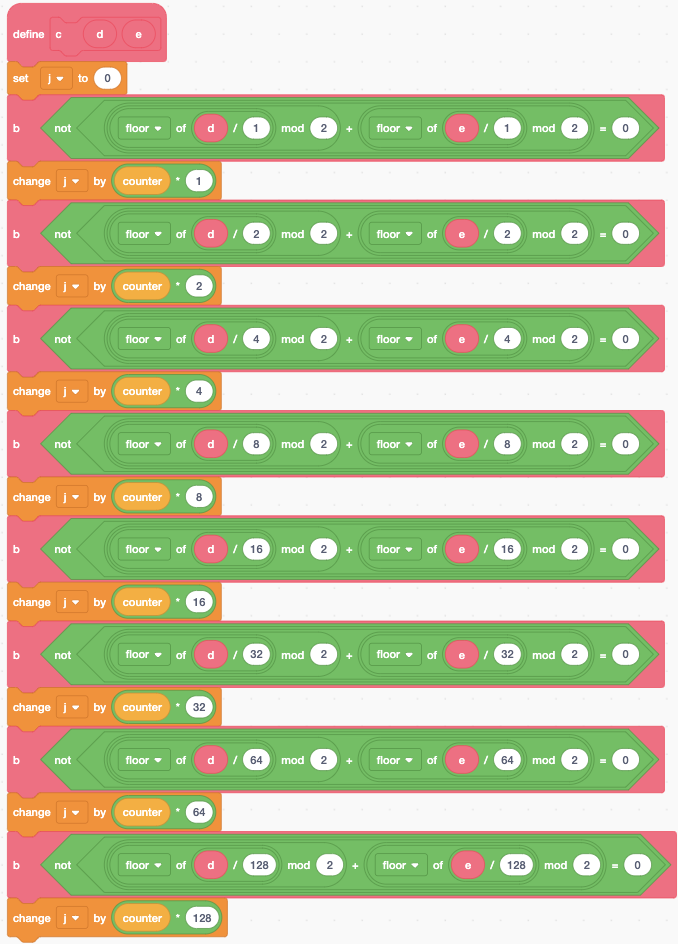 define c d e
set j to 0
b not floor of d / 1 mod 2 + floor of e / 1 mod 2 = 0
change j by counter * 1
b not floor of d / 2 mod 2 + floor of e / 2 mod 2 = 0
change j by counter * 2
b not floor of d / 4 mod 2 + floor of e / 4 mod 2 = 0
change j by counter * 4
b not floor of d / 8 mod 2 + floor of e / 8 mod 2 = 0
change j by counter * 8
b not floor of d / 16 mod 2 + floor of e / 16 mod 2 = 0
change j by counter * 16
b not floor of d / 32 mod 2 + floor of e / 32 mod 2 = 0
change j by counter * 32
b not floor of d / 64 mod 2 + floor of e / 64 mod 2 = 0
change j by counter * 64
b not floor of d / 128 mod 2 + floor of e / 128 mod 2 = 0
change j by counter * 128